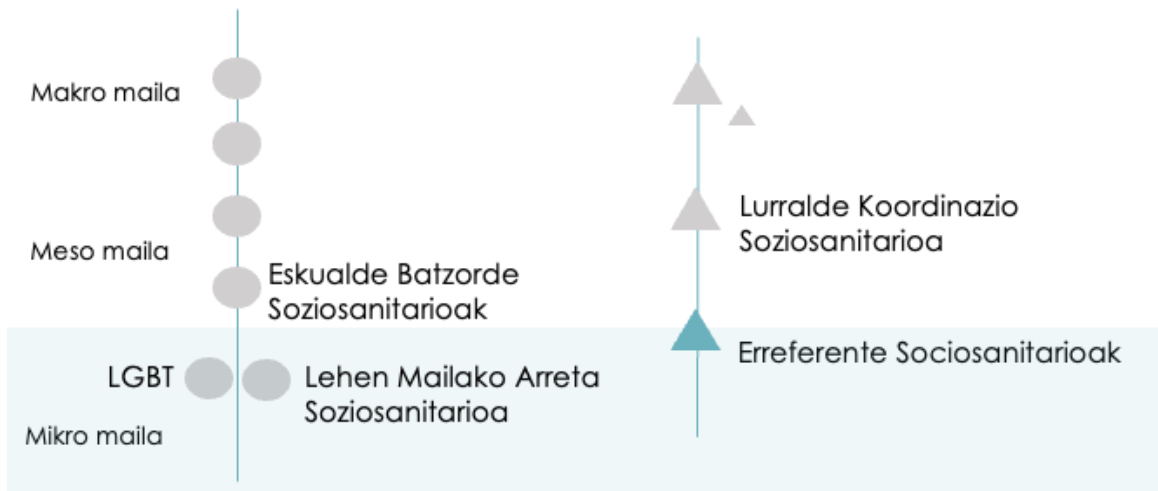 Makro maila
Lurralde Koordinazio
Soziosanitarioa
Meso maila
Eskualde Batzorde
Soziosanitarioak
Erreferente Sociosanitarioak
LGBT
Lehen Mailako Arreta
Soziosanitarioa
Mikro maila